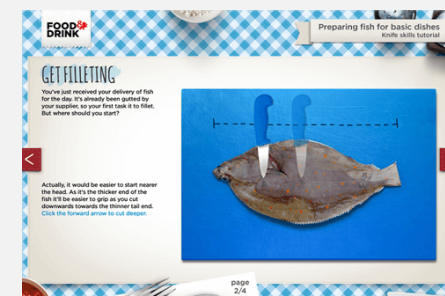 FOOD&
DRINK
Preparing fish for basic dishes
Knife skills tutorial
GET FILLETING
You've just received your delivery of fish
for the day. It's already been gutted by
your supplier, so your first task it to fillet.
But where should you start?
Actually, it would be easier to start nearer
the head. As it's the thicker end of the
fish it'll be easier to grip as you cut
downwards towards the thinner tail end.
Click the forward arrow to cut deeper.
page
2/4